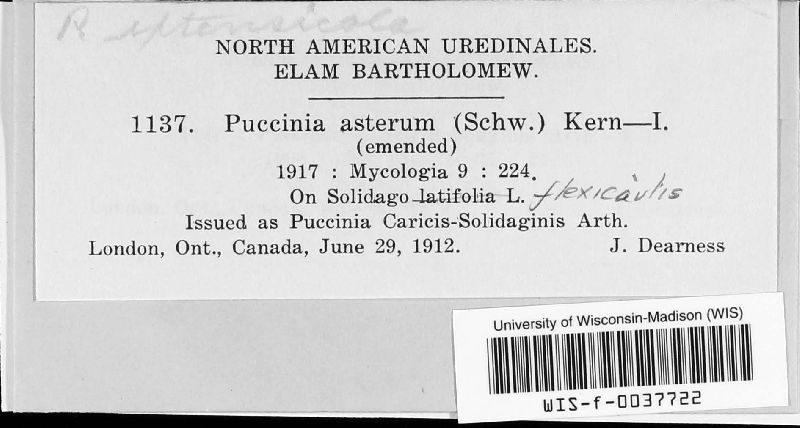 P. extensicola
NORTH AMERICAN UREDINALES.
ELAM BARTHOLOMEW.
1137. Puccinia asterum (Schw.) Kern—I.
(emended)
1917 : Mycologia 9 : 224.
On Solidago latifolia L. flexicaulis
Issued as Puccinia Caricis-Solidaginis Arth.
London, Ont., Canada, June 29, 1912. J. Dearness
University of Wisconsin-Madison (WIS)
WIS-f-0037722